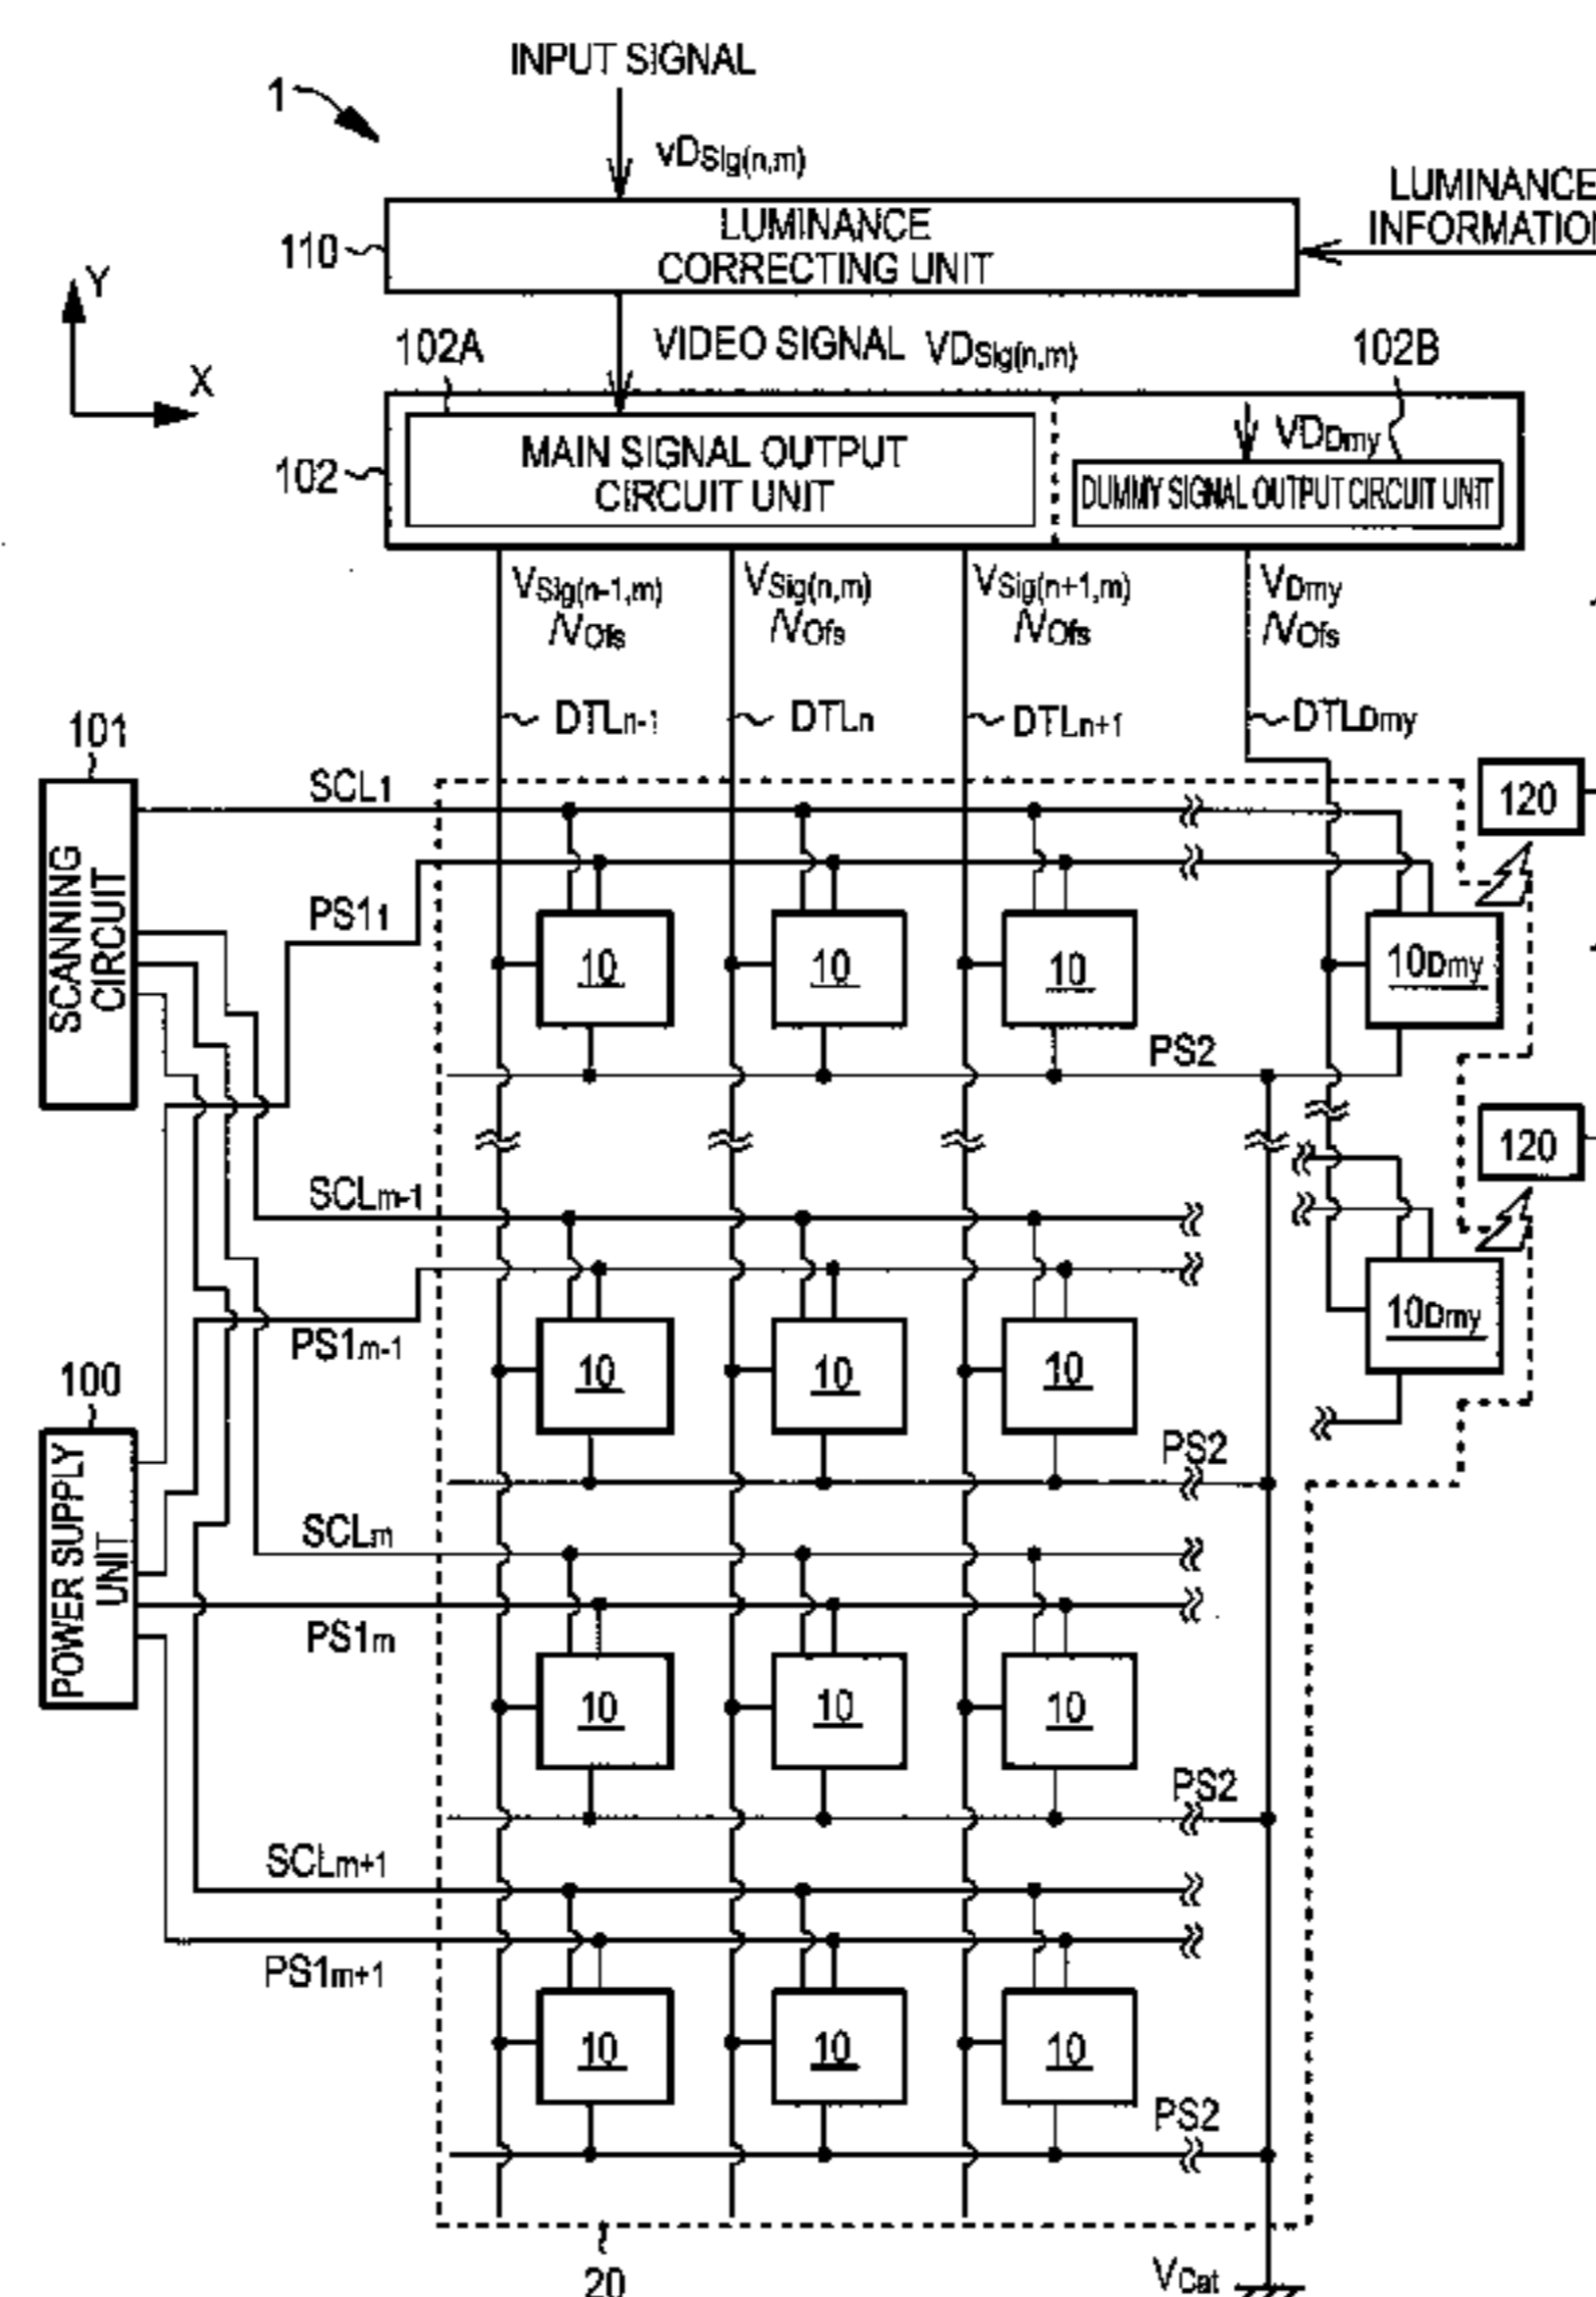 INPUT SIGNAL
1
vDSig(n,m)
LUMINANCE
INFORMATION
110
LUMINANCE
CORRECTING UNIT
Y
X
102A
VIDEO SIGNAL VDSig(n,m)
102B
102
MAIN SIGNAL OUTPUT
CIRCUIT UNIT
VDDmy
DUMMY SIGNAL OUTPUT CIRCUIT UNIT
VSig(n-1,m)
/VOfs
VSig(n,m)
/VOfs
VSig(n+1,m)
/VOfs
VDmy
/VOfs
DTLn-1
DTLn
DTLn+1
DTLDmy
101
SCANNING
CIRCUIT
SCL1
120
PS11
10
10
10
10Dmy
PS2
120
SCLm-1
PS1m-1
10
10
10
10Dmy
100
POWER SUPPLY
UNIT
PS2
SCLm
PS1m
10
10
10
PS2
SCLm+1
PS1m+1
10
10
10
PS2
20
VCat